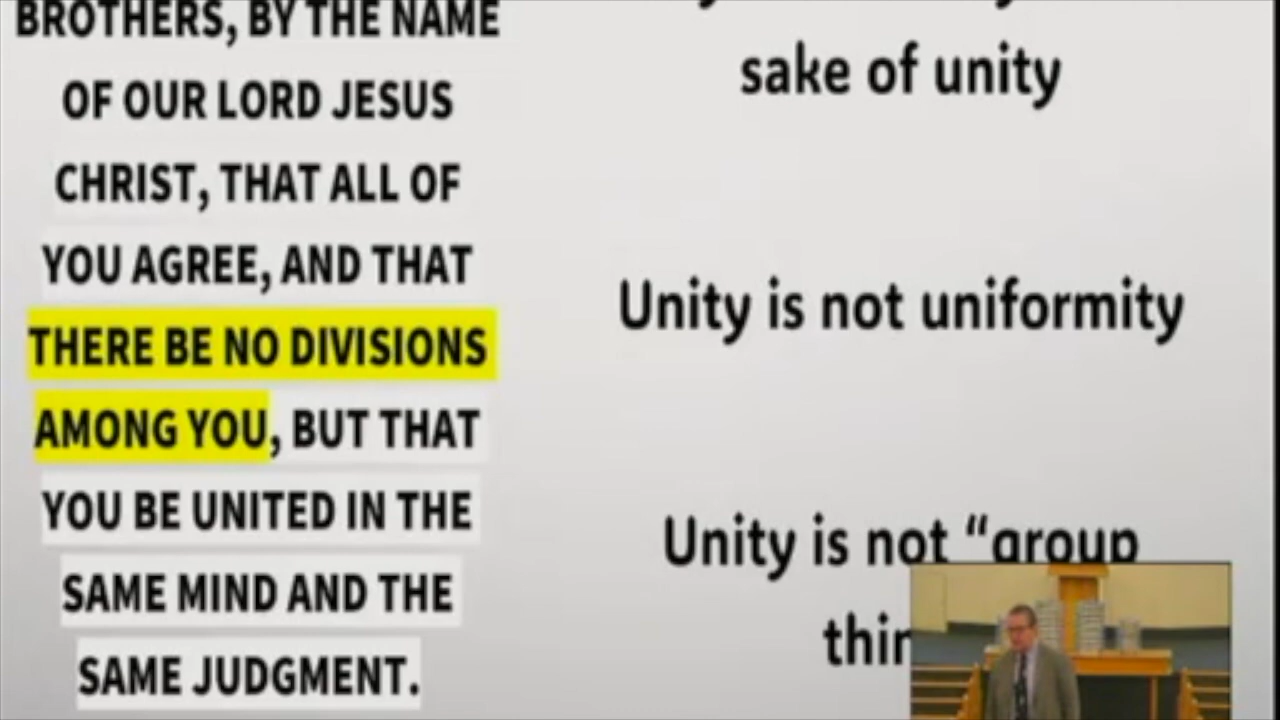 BROTHERS, BY THE NAME
OF OUR LORD JESUS
CHRIST, THAT ALL OF
YOU AGREE, AND THAT
THERE BE NO DIVISIONS
AMONG YOU, BUT THAT
YOU BE UNITED IN THE
SAME MIND AND THE
SAME JUDGMENT.
sake of unity
Unity is not uniformity
Unity is not “group